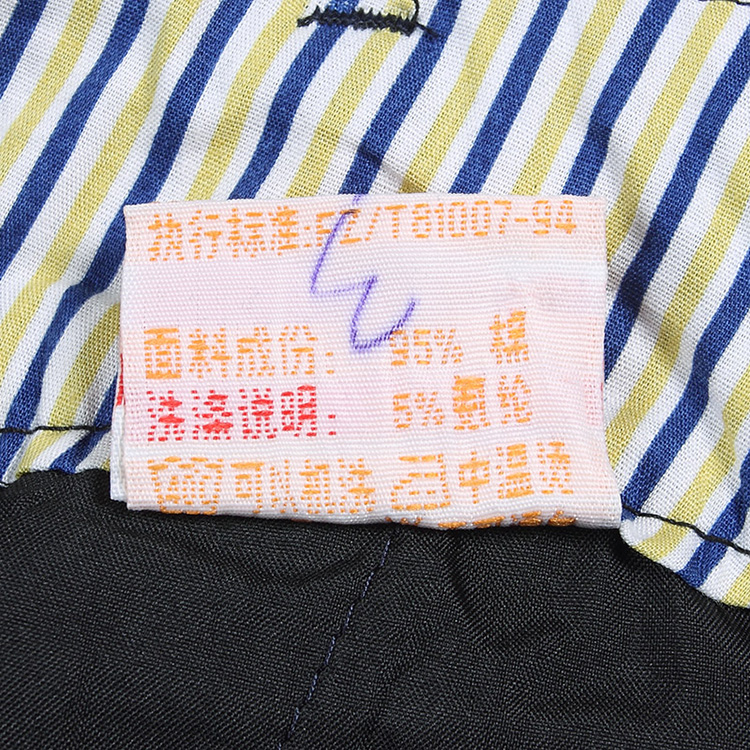 执行标准:FZ/T81007-94
面料成份: 95% 棉
洗涤说明: 5% 氨纶
可以机洗 中温烫